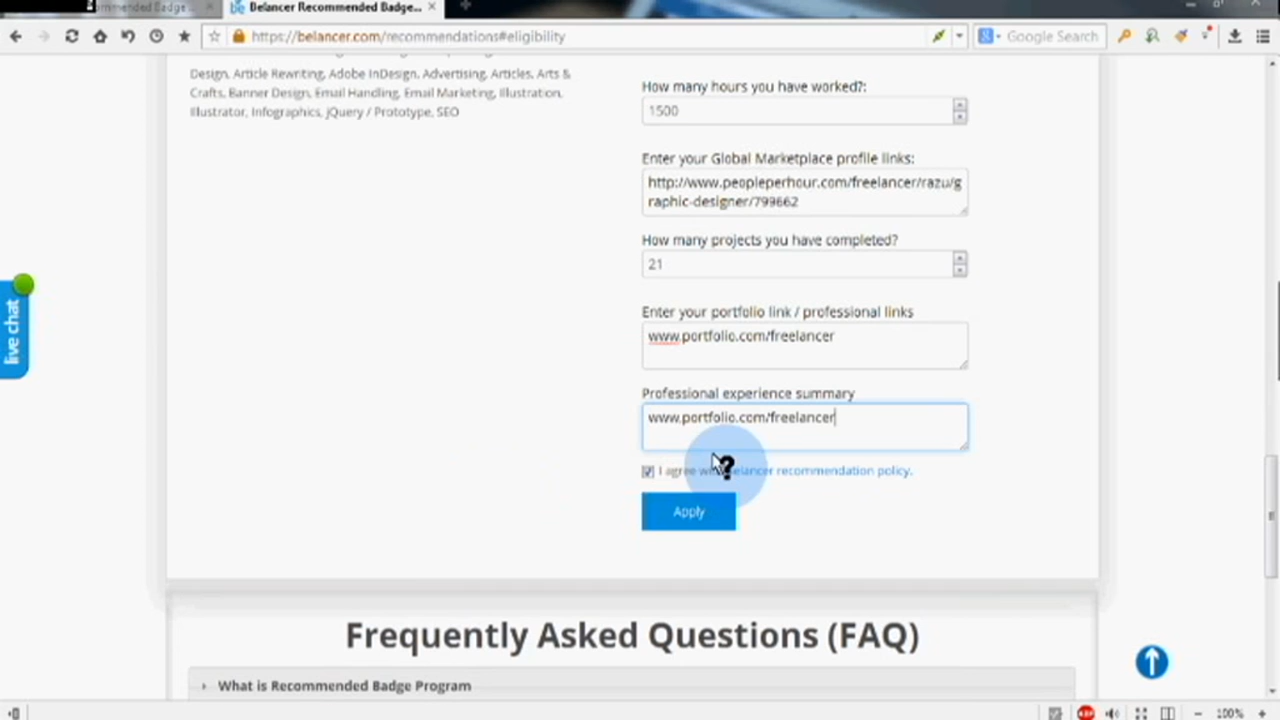 mmended Badge...
Belancer Recommended Badge...
https://belancer.com/recommendations#eligibility
Google Search
Design, Article Rewriting, Adobe InDesign, Advertising, Articles, Arts &
Crafts, Banner Design, Email Handling, Email Marketing, Illustration,
Illustrator, Infographics, jQuery / Prototype, SEO
How many hours you have worked?:
1500
Enter your Global Marketplace profile links:
http://www.peopleperhour.com/freelancer/razu/g
raphic-designer/799662
How many projects you have completed?
21
Enter your portfolio link / professional links
www.portfolio.com/freelancer
Professional experience summary
www.portfolio.com/freelancer
I agree elancer recommendation policy.
Apply
live chat
Frequently Asked Questions (FAQ)
What is Recommended Badge Program
100%